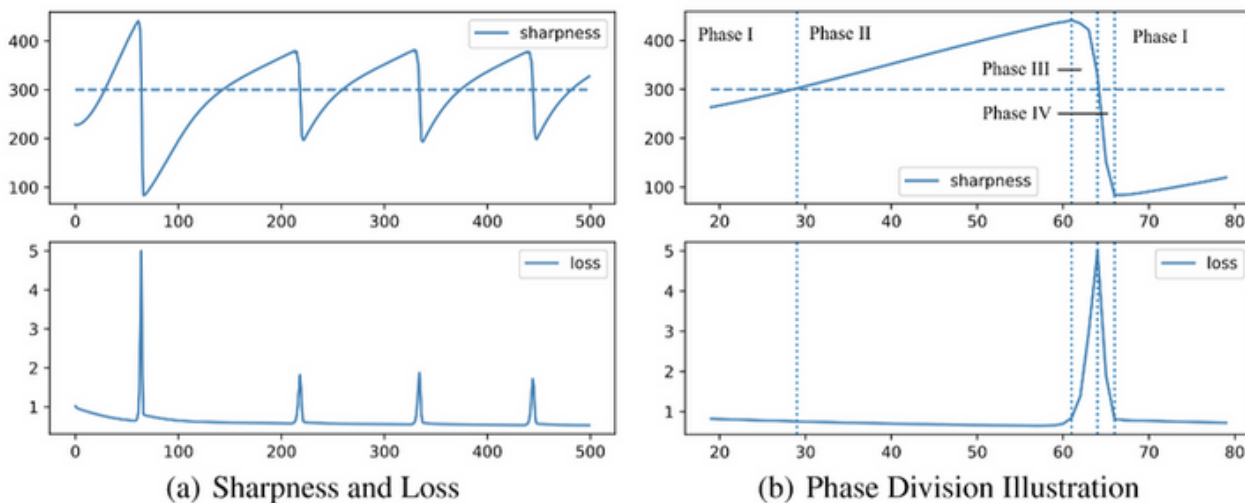 sharpness
400
300
200
100
0 100 200 300 400 500
loss
5
4
3
2
1
0 100 200 300 400 500
(a) Sharpness and Loss
Phase I Phase II Phase I
400
Phase III
300
Phase IV
200
sharpness
100
20 30 40 50 60 70 80
loss
5
4
3
2
1
20 30 40 50 60 70 80
(b) Phase Division Illustration